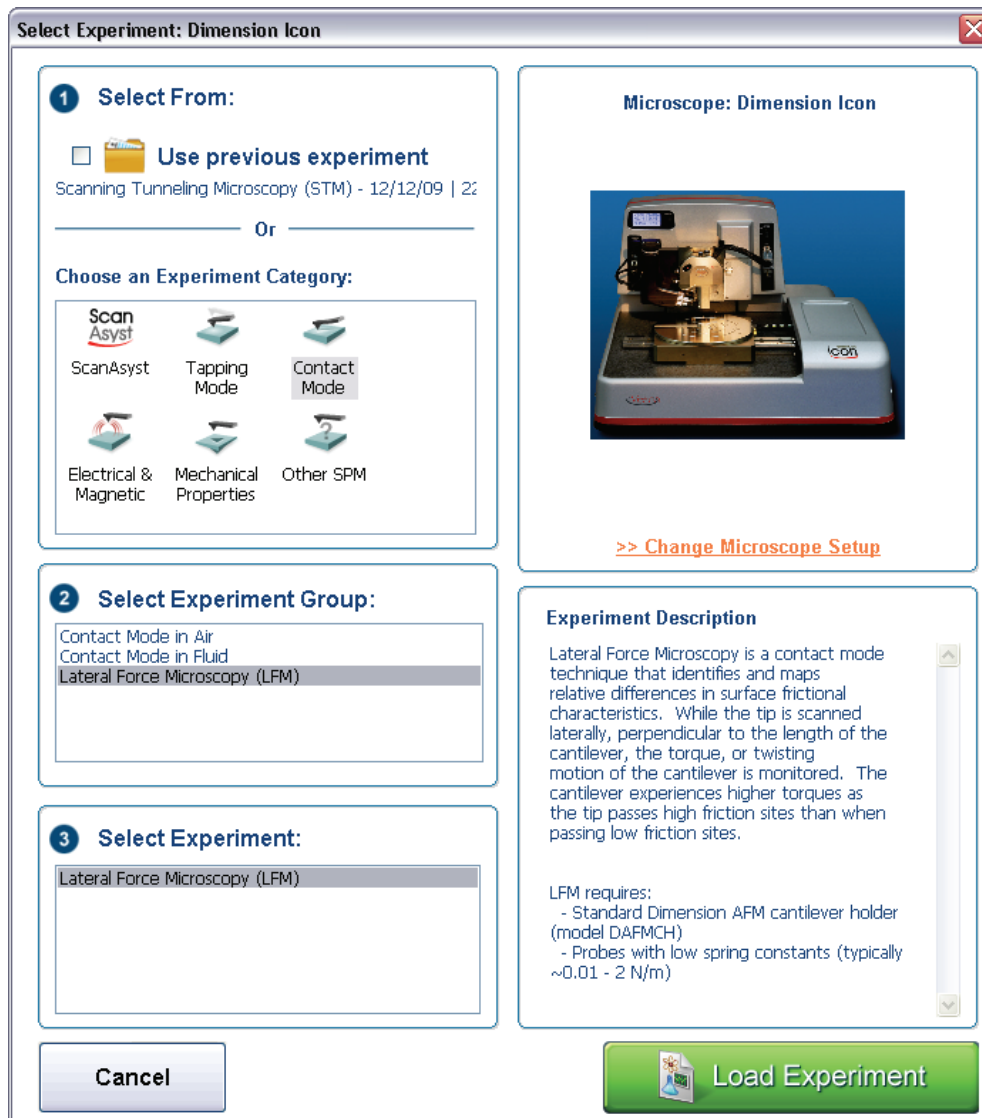 Select Experiment: Dimension Icon
1 Select From:
Use previous experiment
Scanning Tunneling Microscopy (STM) - 12/12/09 | 22
Or
Choose an Experiment Category:
Scan
Asyst
ScanAsyst
Tapping
Mode
Contact
Mode
Electrical &
Magnetic
Mechanical
Properties
?
Other SPM
2 Select Experiment Group:
Contact Mode in Air
Contact Mode in Fluid
Lateral Force Microscopy (LFM)
3 Select Experiment:
Lateral Force Microscopy (LFM)
Cancel
Microscope: Dimension Icon
icon
>> Change Microscope Setup
Experiment Description
Lateral Force Microscopy is a contact mode
technique that identifies and maps
relative differences in surface frictional
characteristics.  While the tip is scanned
laterally, perpendicular to the length of the
cantilever, the torque, or twisting
motion of the cantilever is monitored.  The
cantilever experiences higher torques as
the tip passes high friction sites than when
passing low friction sites.
LFM requires:
- Standard Dimension AFM cantilever holder
(model DAFMCH)
- Probes with low spring constants (typically
~0.01 - 2 N/m)
Load Experiment